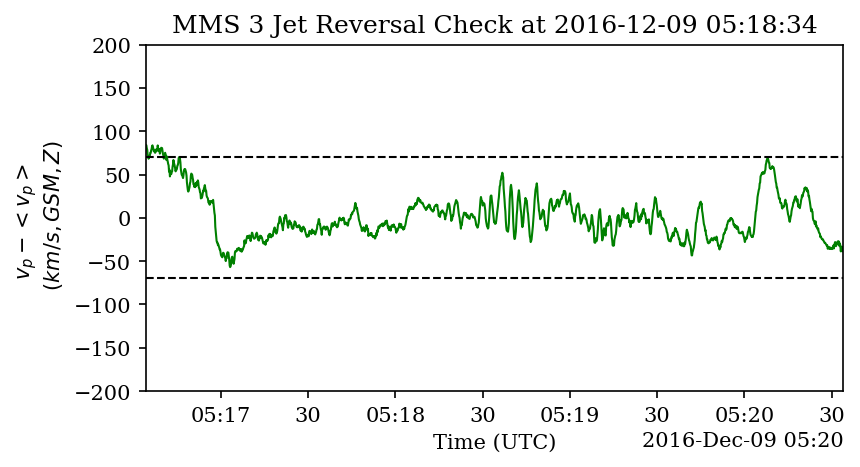 MMS 3 Jet Reversal Check at 2016-12-09 05:18:34
200
150
100
50
0
−50
−100
−150
−200
v_p − <v_p>
(km/s, GSM, Z)
05:17 30 05:18 30 05:19 30 05:20 30
Time (UTC)
2016-Dec-09 05:20